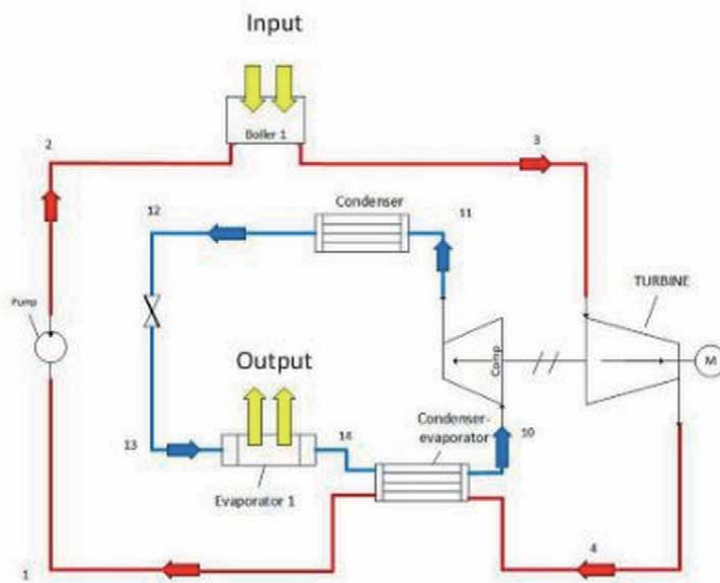 Input
Boiler 1
2
3
12
Condenser
11
TURBINE
Pump
Comp
M
Output
Condenser-
evaporator
13
14
10
Evaporator 1
4
1